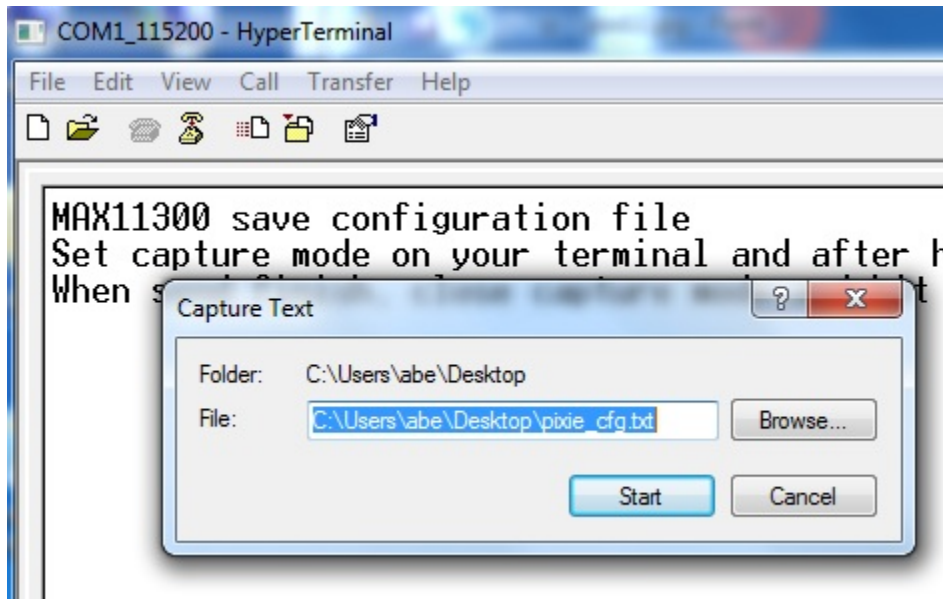 COM1_115200 - HyperTerminal
File Edit View Call Transfer Help
MAX11300 save configuration file
Set capture mode on your terminal and after
When
Capture Text
Folder: C:\Users\abe\Desktop
File: C:\Users\abe\Desktop\pixie_cfg.txt Browse...
Start Cancel